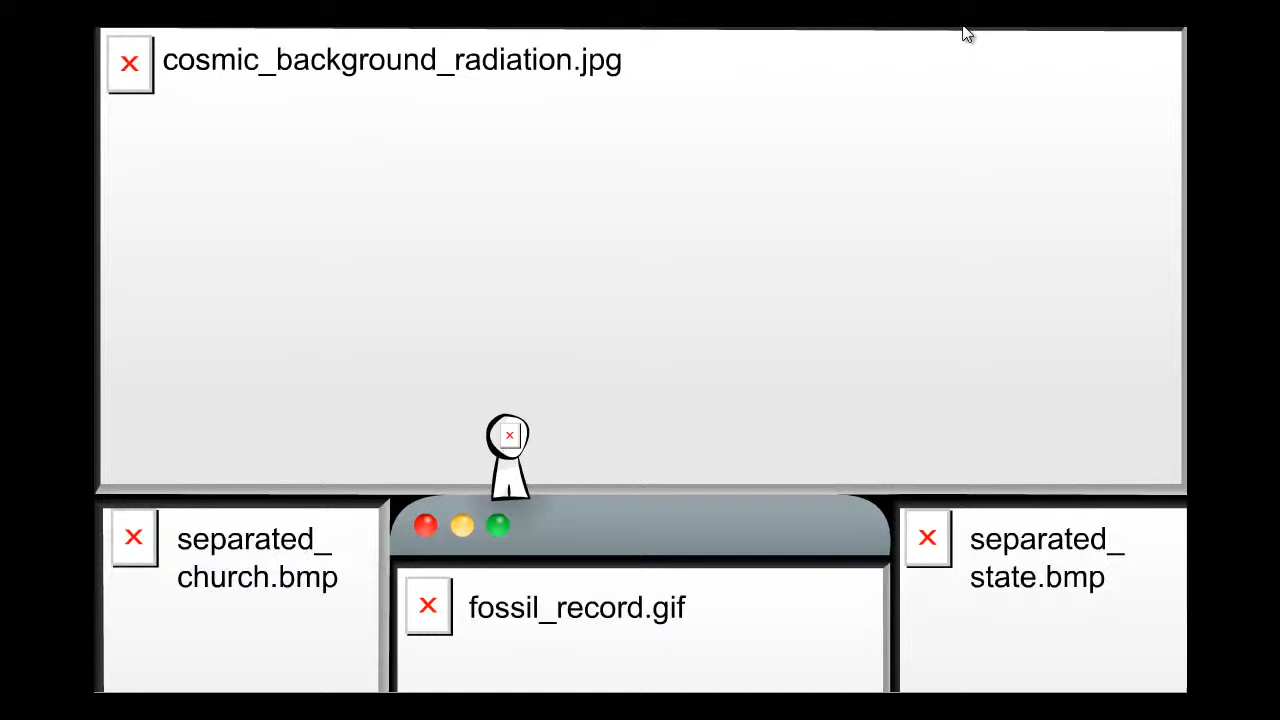 cosmic_background_radiation.jpg
separated_
church.bmp
fossil_record.gif
separated_
state.bmp